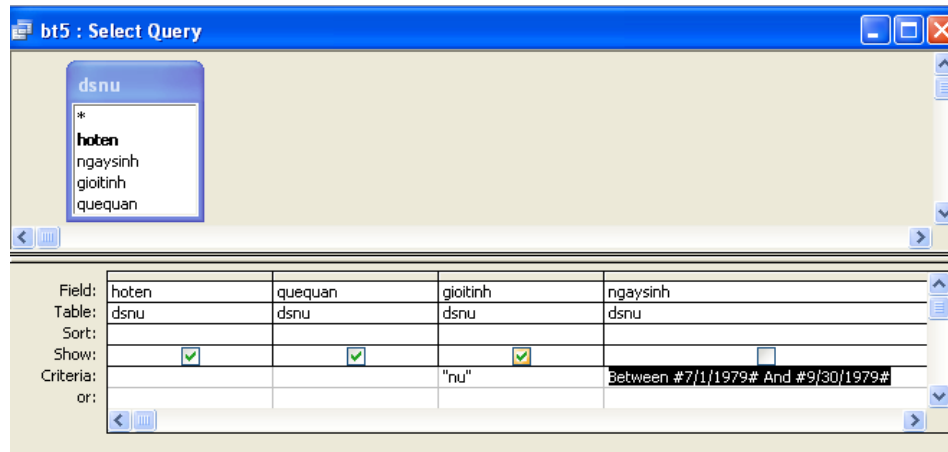 bt5 : Select Query
dsnu
*
hoten
ngaysinh
gioitinh
quequan
Field: hoten quequan gioitinh ngaysinh
Table: dsnu dsnu dsnu dsnu
Sort:
Show:
Criteria: "nu" Between #7/1/1979# And #9/30/1979#
or: